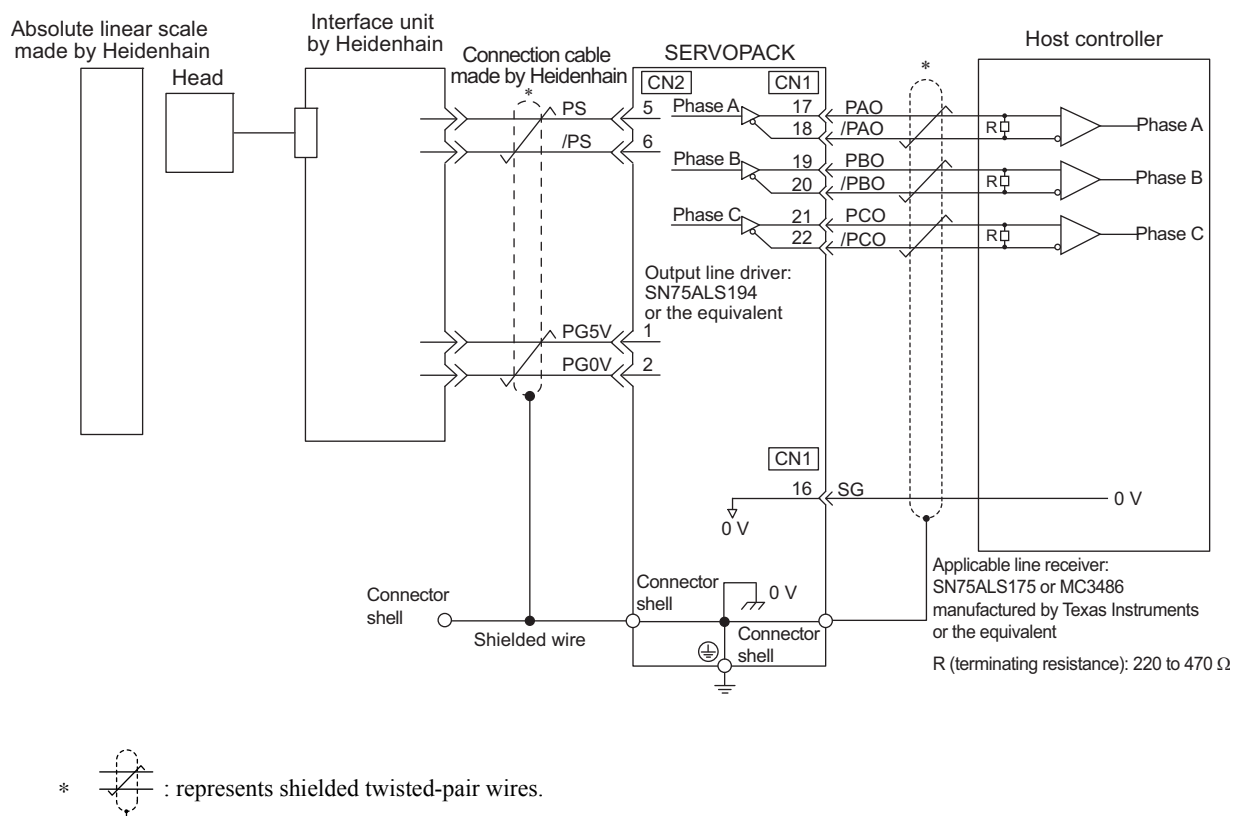 Absolute linear scale
made by Heidenhain
Head
Interface unit
by Heidenhain
Connection cable
made by Heidenhain
*
SERVOPACK
Host controller
*
CN2
CN1
PS
5
/PS
6
Phase A
17
PAO
18
/PAO
R
Phase A
Phase B
19
PBO
20
/PBO
R
Phase B
Phase C
21
PCO
22
/PCO
R
Phase C
Output line driver:
SN75ALS194
or the equivalent
PG5V
1
PG0V
2
CN1
16
SG
0 V
0 V
Connector
shell
Shielded wire
Connector
shell
0 V
Connector
shell
Applicable line receiver:
SN75ALS175 or MC3486
manufactured by Texas Instruments
or the equivalent
R (terminating resistance): 220 to 470 Ω
* : represents shielded twisted-pair wires.